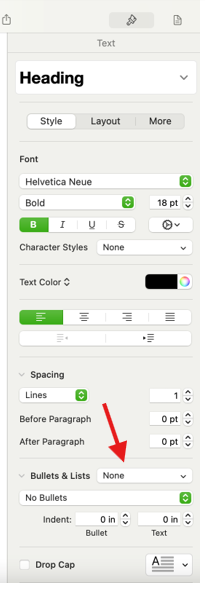 Text
Heading
Style Layout More
Font
Helvetica Neue
Bold 18 pt
B I U S
Character Styles None
Text Color
Spacing
Lines 1
Before Paragraph 0 pt
After Paragraph 0 pt
Bullets & Lists None
No Bullets
Indent: 0 in 0 in
Bullet Text
Drop Cap A